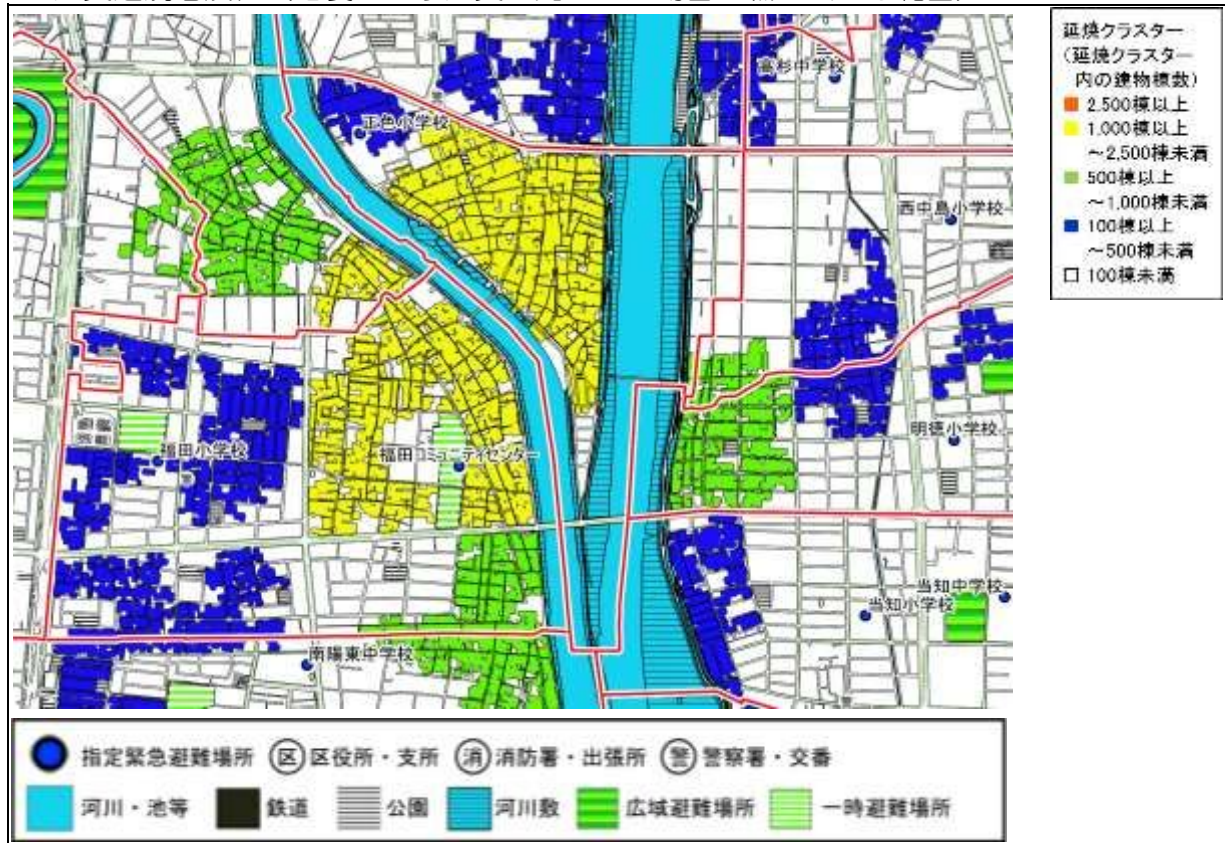 延焼クラスター
(延焼クラスター
内の建物棟数)
2,500棟以上
1,000棟以上
～2,500棟未満
500棟以上
～1,000棟未満
100棟以上
～500棟未満
100棟未満
高杉中学校
正色小学校
西中島小学校
明徳小学校
福田小学校
福田コミュニティセンター
当知中学校
当知小学校
南陽東中学校
指定緊急避難場所 区 区役所・支所 消 消防署・出張所 警 警察署・交番
河川・池等 鉄道 公園 河川敷 広域避難場所 一時避難場所